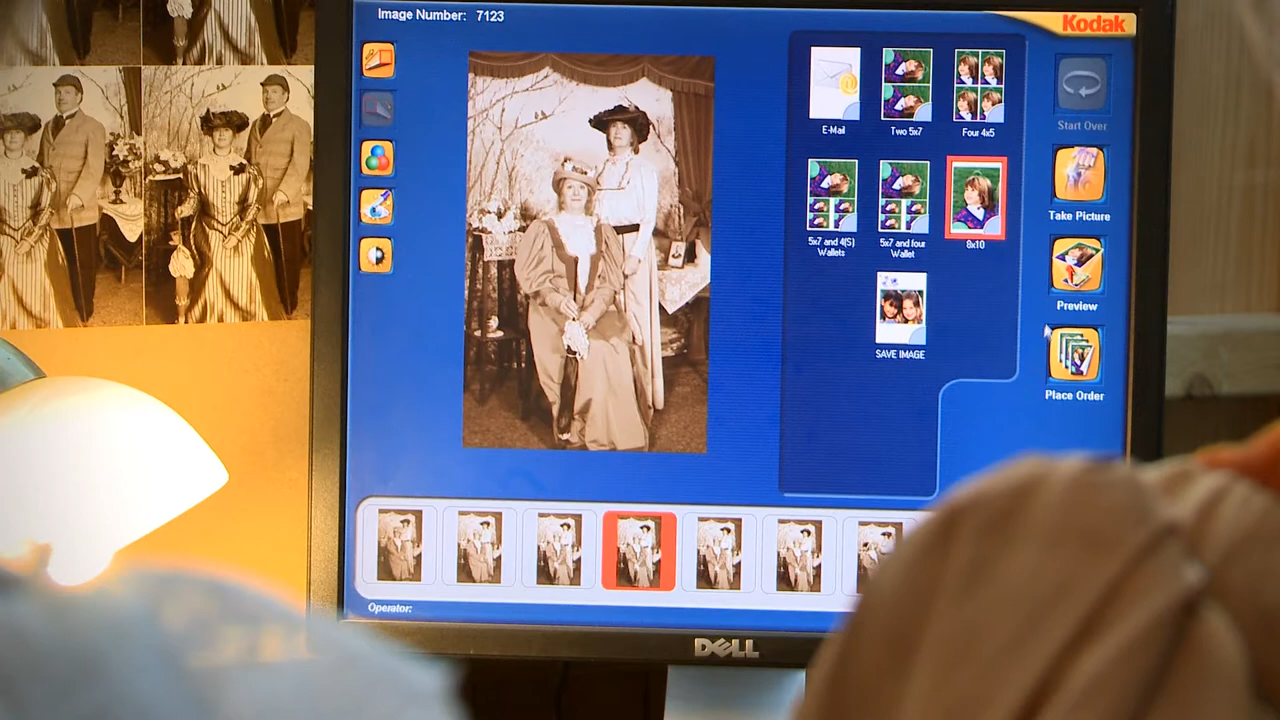 Image Number: 7123
Kodak
E-Mail
Two 5x7
Four 4x5
Start Over
5x7 and 4(S)
Wallets
5x7 and four
Wallet
8x10
Take Picture
SAVE IMAGE
Preview
Place Order
Operator:
DELL